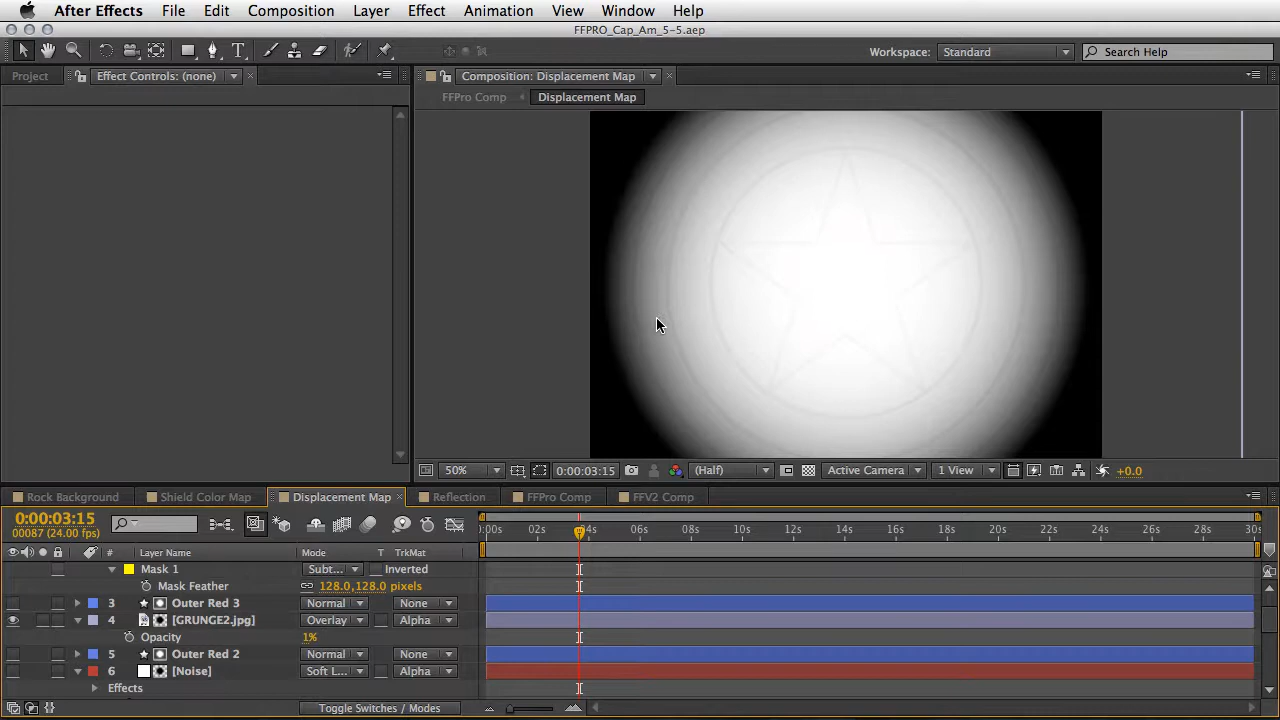 After Effects File Edit Composition Layer Effect Animation View Window Help
FFPRO_Cap_Am_5-5.aep
T Workspace: Standard Search Help
Project Effect Controls: (none) Composition: Displacement Map
FFPro Comp Displacement Map
50% 0:00:03:15 (Half) Active Camera 1 View +0.0
Rock Background Shield Color Map Displacement Map Reflection FFPro Comp FFV2 Comp
0:00:03:15
00087 (24.00 fps)
:00s 02s 4s 06s 08s 10s 12s 14s 16s 18s 20s 22s 24s 26s 28s 30s
# Layer Name Mode T TrkMat
Mask 1 Subt... Inverted
Mask Feather 128.0,128.0 pixels
3 Outer Red 3 Normal None
4 [GRUNGE2.jpg] Overlay Alpha
Opacity 1%
5 Outer Red 2 Normal None
6 [Noise] Soft L... Alpha
Effects
Toggle Switches / Modes